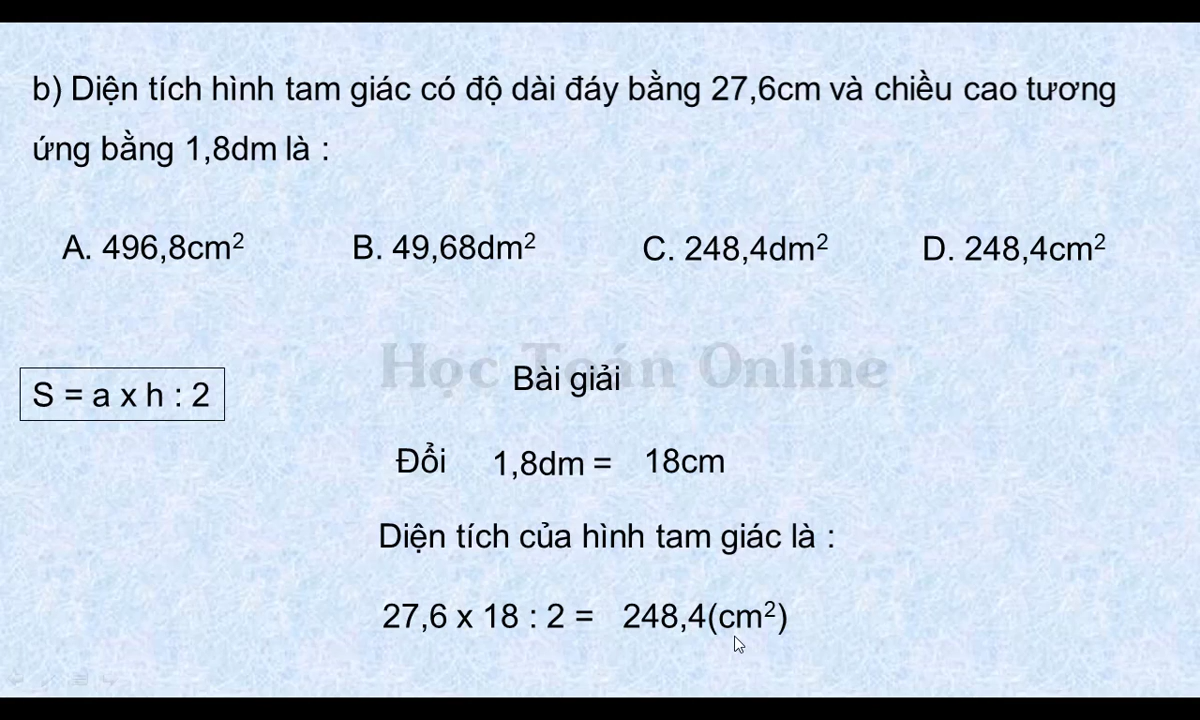 b) Diện tích hình tam giác có độ dài đáy bằng 27,6cm và chiều cao tương
ứng bằng 1,8dm là :
A. 496,8cm² B. 49,68dm² C. 248,4dm² D. 248,4cm²
Học Toán Online
Bài giải
S = a x h : 2
Đổi 1,8dm = 18cm
Diện tích của hình tam giác là :
27,6 x 18 : 2 = 248,4(cm²)